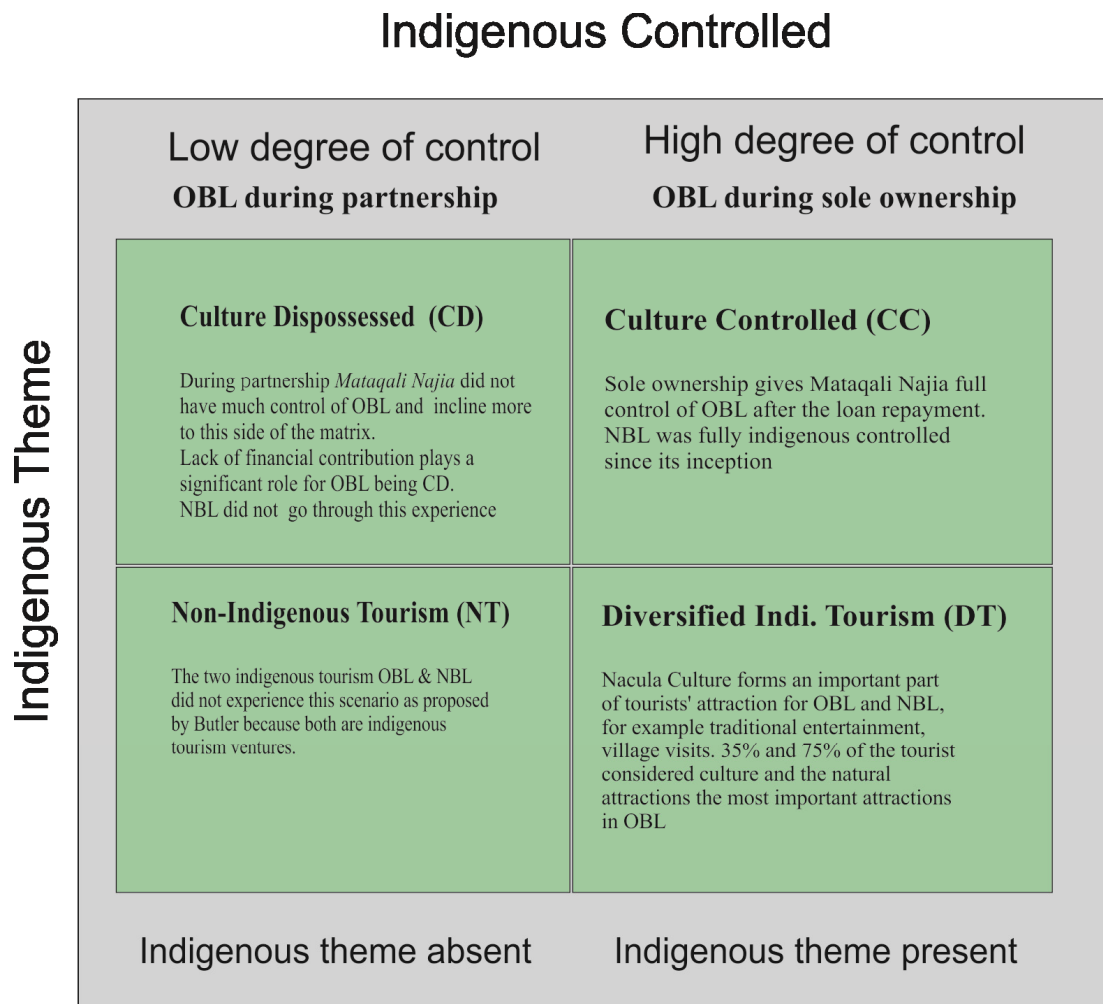 Indigenous Controlled
Low degree of control
OBL during partnership
High degree of control
OBL during sole ownership
Indigenous Theme
Culture Dispossessed (CD)
During partnership Mataqali Najia did not
have much control of OBL and incline more
to this side of the matrix.
Lack of financial contribution plays a
significant role for OBL being CD.
NBL did not go through this experience
Culture Controlled (CC)
Sole ownership gives Mataqali Najia full
control of OBL after the loan repayment.
NBL was fully indigenous controlled
since its inception
Non-Indigenous Tourism (NT)
The two indigenous tourism OBL & NBL
did not experience this scenario as proposed
by Butler because both are indigenous
tourism ventures.
Diversified Indi. Tourism (DT)
Nacula Culture forms an important part
of tourists' attraction for OBL and NBL,
for example traditional entertainment,
village visits. 35% and 75% of the tourist
considered culture and the natural
attractions the most important attractions
in OBL
Indigenous theme absent
Indigenous theme present